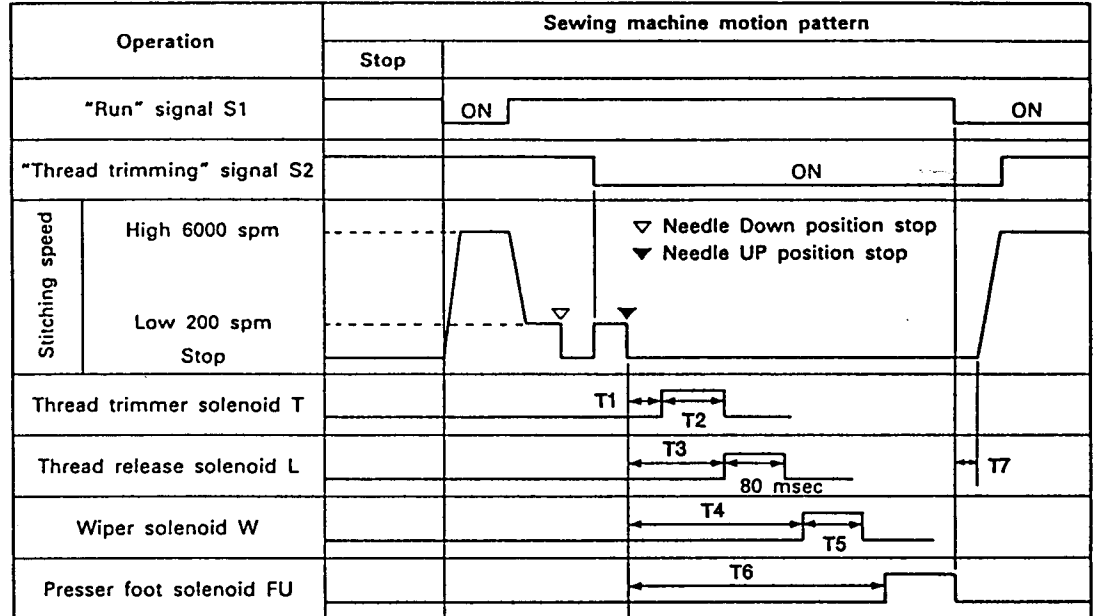 Operation
Sewing machine motion pattern
Stop
"Run" signal S1
ON
ON
"Thread trimming" signal S2
ON
Stitching speed
High 6000 spm
▽ Needle Down position stop
▼ Needle UP position stop
Low 200 spm
Stop
Thread trimmer solenoid T
T1
T2
Thread release solenoid L
T3
80 msec
T7
Wiper solenoid W
T4
T5
Presser foot solenoid FU
T6